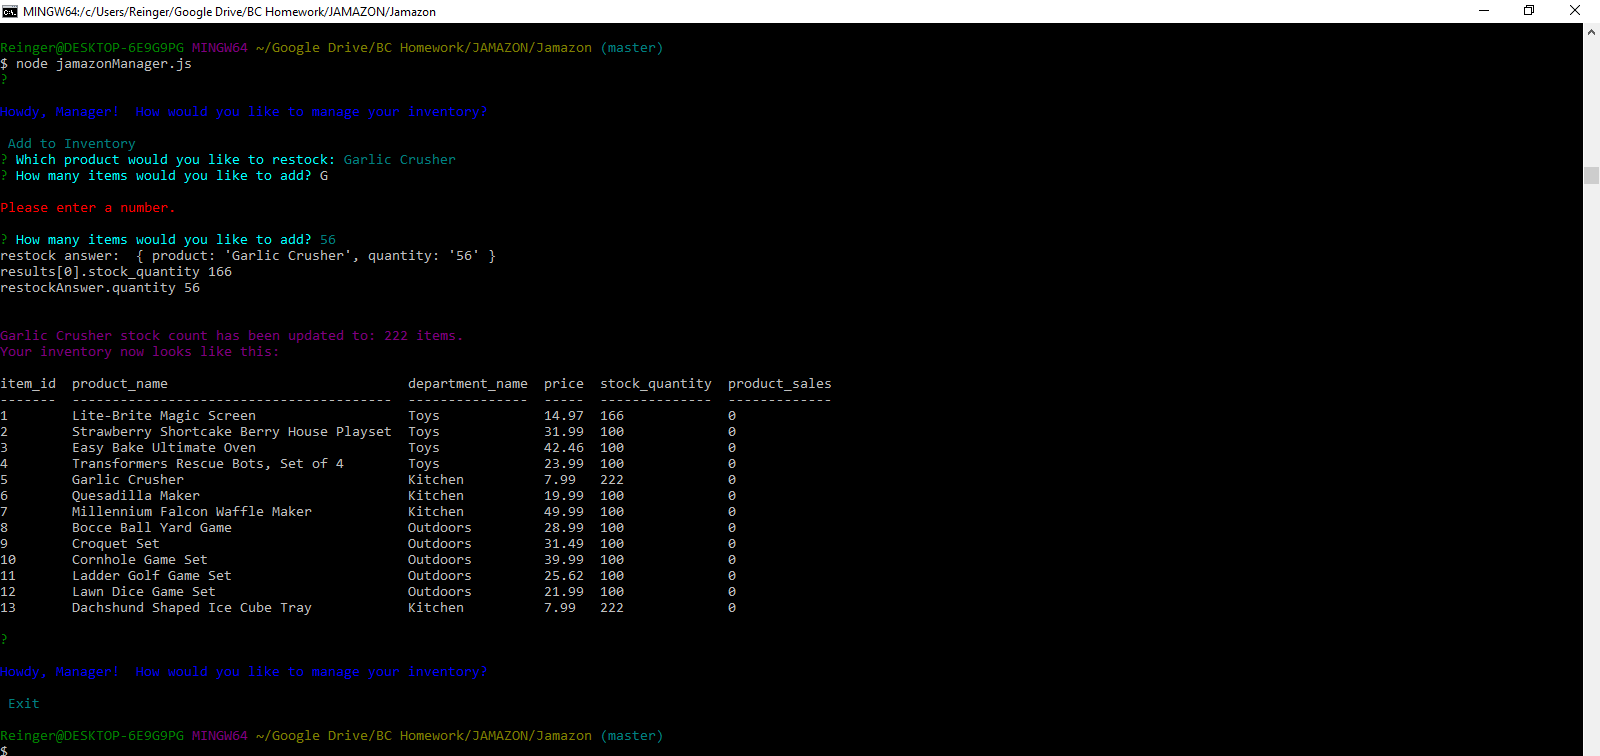 MINGW64:/c/Users/Reinger/Google Drive/BC Homework/JAMAZON/Jamazon
Reinger@DESKTOP-6E9G9PG MINGW64 ~/Google Drive/BC Homework/JAMAZON/Jamazon (master)
$ node jamazonManager.js
?
Howdy, Manager!  How would you like to manage your inventory?
Add to Inventory
? Which product would you like to restock: Garlic Crusher
? How many items would you like to add? G
Please enter a number.
? How many items would you like to add? 56
restock answer:  { product: 'Garlic Crusher', quantity: '56' }
results[0].stock_quantity 166
restockAnswer.quantity 56
Garlic Crusher stock count has been updated to: 222 items.
Your inventory now looks like this:
item_id  product_name                              department_name  price  stock_quantity  product_sales
-------  ----------------------------------------  ---------------  -----  --------------  -------------
1        Lite-Brite Magic Screen                   Toys             14.97  166             0
2        Strawberry Shortcake Berry House Playset  Toys             31.99  100             0
3        Easy Bake Ultimate Oven                   Toys             42.46  100             0
4        Transformers Rescue Bots, Set of 4        Toys             23.99  100             0
5        Garlic Crusher                            Kitchen          7.99   222             0
6        Quesadilla Maker                          Kitchen          19.99  100             0
7        Millennium Falcon Waffle Maker            Kitchen          49.99  100             0
8        Bocce Ball Yard Game                      Outdoors         28.99  100             0
9        Croquet Set                               Outdoors         31.49  100             0
10       Cornhole Game Set                         Outdoors         39.99  100             0
11       Ladder Golf Game Set                      Outdoors         25.62  100             0
12       Lawn Dice Game Set                        Outdoors         21.99  100             0
13       Dachshund Shaped Ice Cube Tray            Kitchen          7.99   222             0
?
Howdy, Manager!  How would you like to manage your inventory?
Exit
Reinger@DESKTOP-6E9G9PG MINGW64 ~/Google Drive/BC Homework/JAMAZON/Jamazon (master)
$